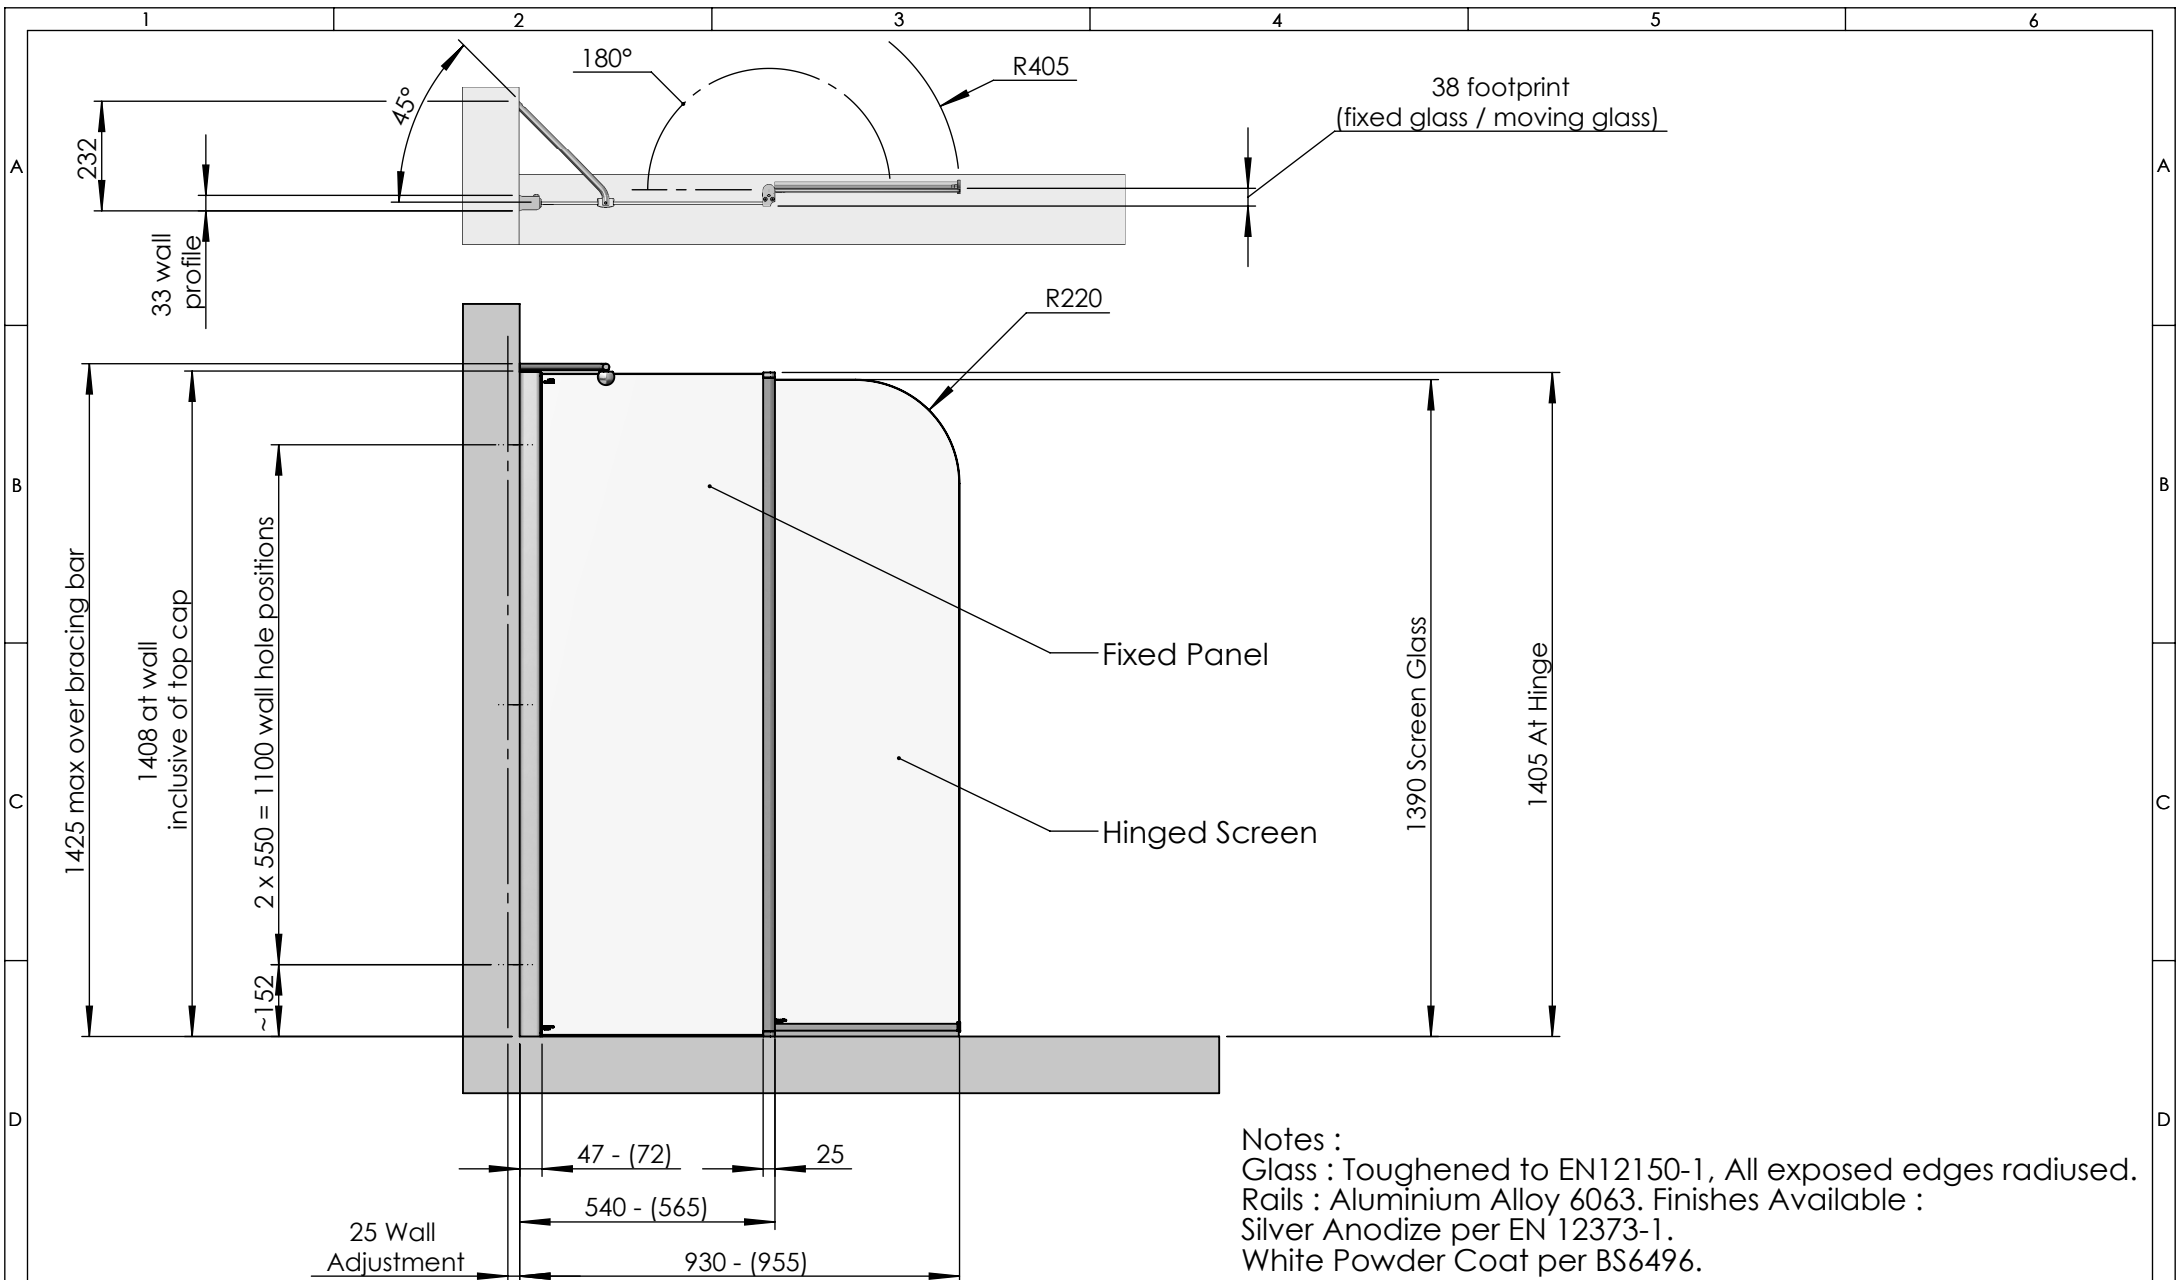 1
2
3
4
5
6
A
A
B
B
C
C
D
D
180°
R405
45°
232
33 wall
profile
38 footprint
(fixed glass / moving glass)
R220
1425 max over bracing bar
1408 at wall
inclusive of top cap
2 x 550 = 1100 wall hole positions
~152
Fixed Panel
Hinged Screen
1390 Screen Glass
1405 At Hinge
47 - (72)
25
540 - (565)
25 Wall
Adjustment
930 - (955)
Notes :
Glass : Toughened to EN12150-1, All exposed edges radiused.
Rails : Aluminium Alloy 6063. Finishes Available :
Silver Anodize per EN 12373-1.
White Powder Coat per BS6496.